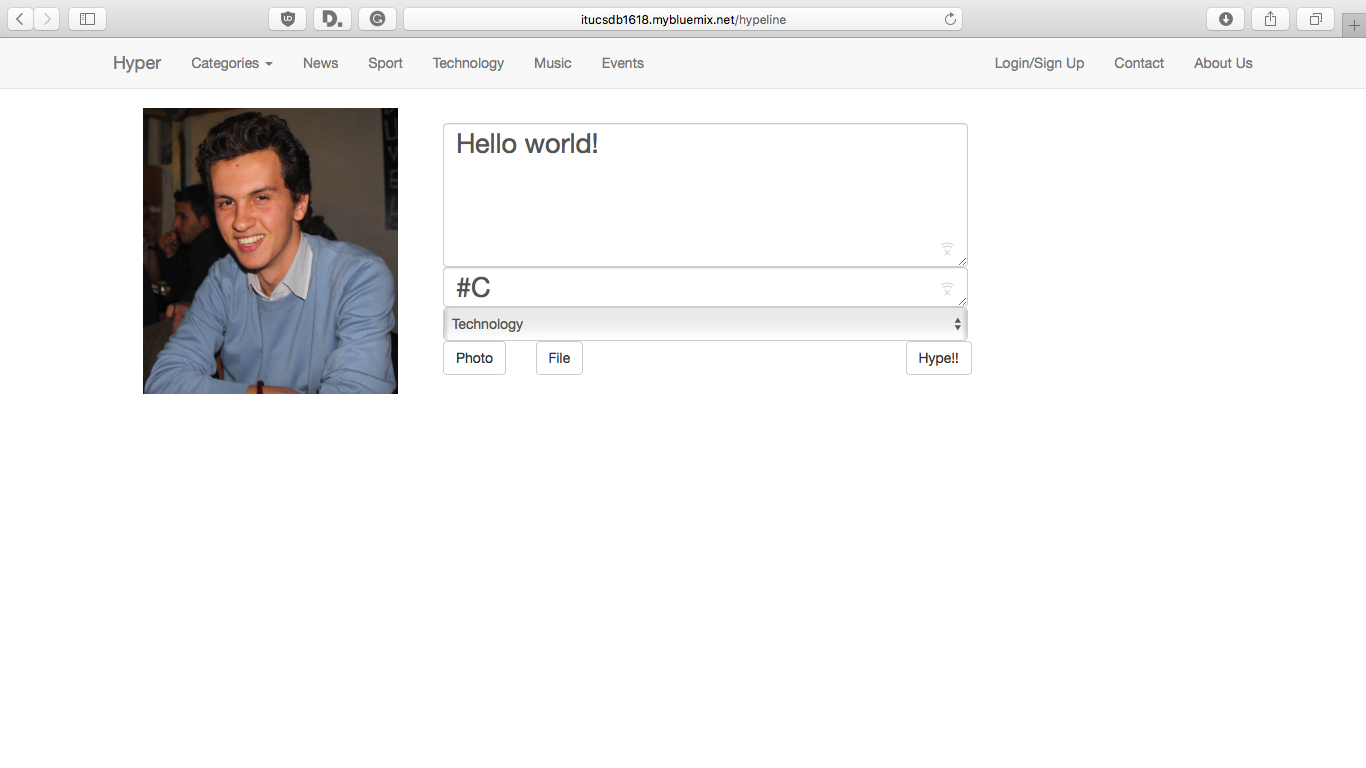 itucsdb1618.mybluemix.net/hypeline
Hyper Categories News Sport Technology Music Events Login/Sign Up Contact About Us
Hello world!
#C
Technology
Photo File Hype!!